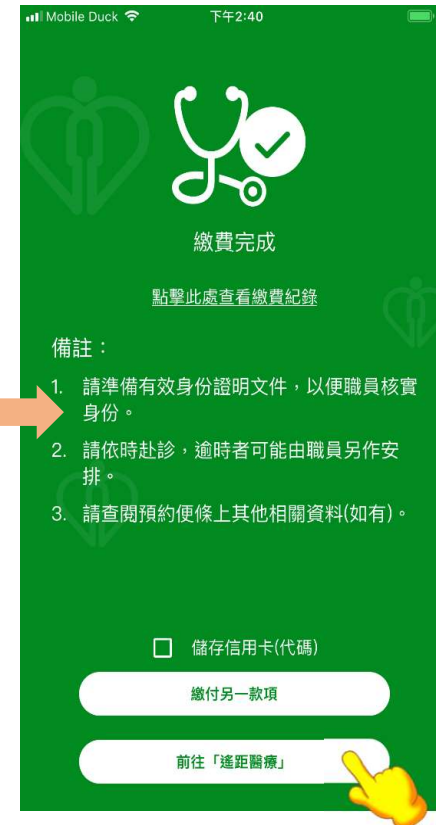 Mobile Duck
下午2:40
繳費完成
點擊此處查看繳費紀錄
備註：
1. 請準備有效身份證明文件，以便職員核實
身份。
2. 請依時赴診，逾時者可能由職員另作安
排。
3. 請查閱預約便條上其他相關資料(如有)。
儲存信用卡(代碼)
繳付另一款項
前往「遙距醫療」